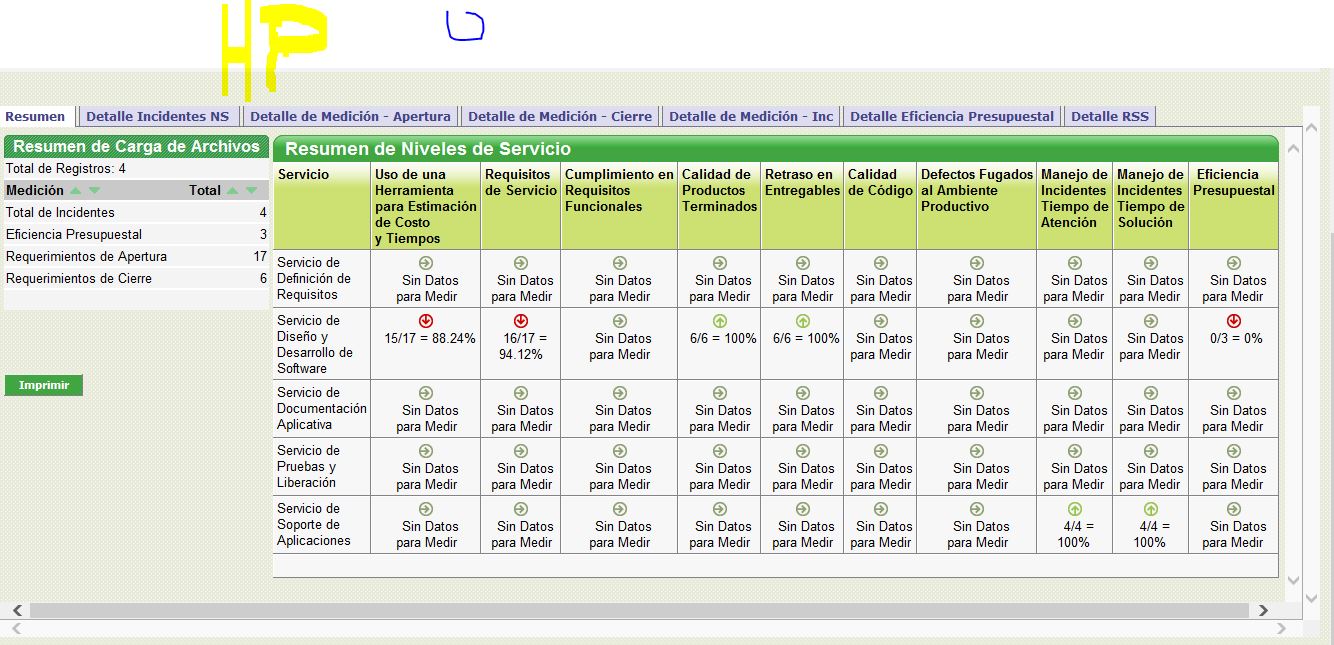 HP
Resumen Detalle Incidentes NS Detalle de Medición - Apertura Detalle de Medición - Cierre Detalle de Medición - Inc Detalle Eficiencia Presupuestal Detalle RSS
Resumen de Carga de Archivos
Total de Registros: 4
Medición Total
Total de Incidentes 4
Eficiencia Presupuestal 3
Requerimientos de Apertura 17
Requerimientos de Cierre 6
Imprimir
Resumen de Niveles de Servicio
Servicio Uso de una Requisitos Cumplimiento en Calidad de Retraso en Calidad Defectos Fugados Manejo de Manejo de Eficiencia
Herramienta de Servicio Requisitos Productos Entregables de Código al Ambiente Incidentes Incidentes Presupuestal
para Estimación Funcionales Terminados Productivo Tiempo de Tiempo de
de Costo Atención Solución
y Tiempos
Servicio de
Definición de Sin Datos Sin Datos Sin Datos Sin Datos Sin Datos Sin Datos Sin Datos Sin Datos Sin Datos Sin Datos
Requisitos para Medir para Medir para Medir para Medir para Medir para Medir para Medir para Medir para Medir para Medir
Servicio de
Diseño y 15/17 = 88.24% 16/17 = Sin Datos 6/6 = 100% 6/6 = 100% Sin Datos Sin Datos Sin Datos Sin Datos 0/3 = 0%
Desarrollo de 94.12% para Medir para Medir para Medir para Medir para Medir
Software
Servicio de
Documentación Sin Datos Sin Datos Sin Datos Sin Datos Sin Datos Sin Datos Sin Datos Sin Datos Sin Datos Sin Datos
Aplicativa para Medir para Medir para Medir para Medir para Medir para Medir para Medir para Medir para Medir para Medir
Servicio de
Pruebas y Sin Datos Sin Datos Sin Datos Sin Datos Sin Datos Sin Datos Sin Datos Sin Datos Sin Datos Sin Datos
Liberación para Medir para Medir para Medir para Medir para Medir para Medir para Medir para Medir para Medir para Medir
Servicio de
Soporte de Sin Datos Sin Datos Sin Datos Sin Datos Sin Datos Sin Datos Sin Datos 4/4 = 4/4 = Sin Datos
Aplicaciones para Medir para Medir para Medir para Medir para Medir para Medir para Medir 100% 100% para Medir